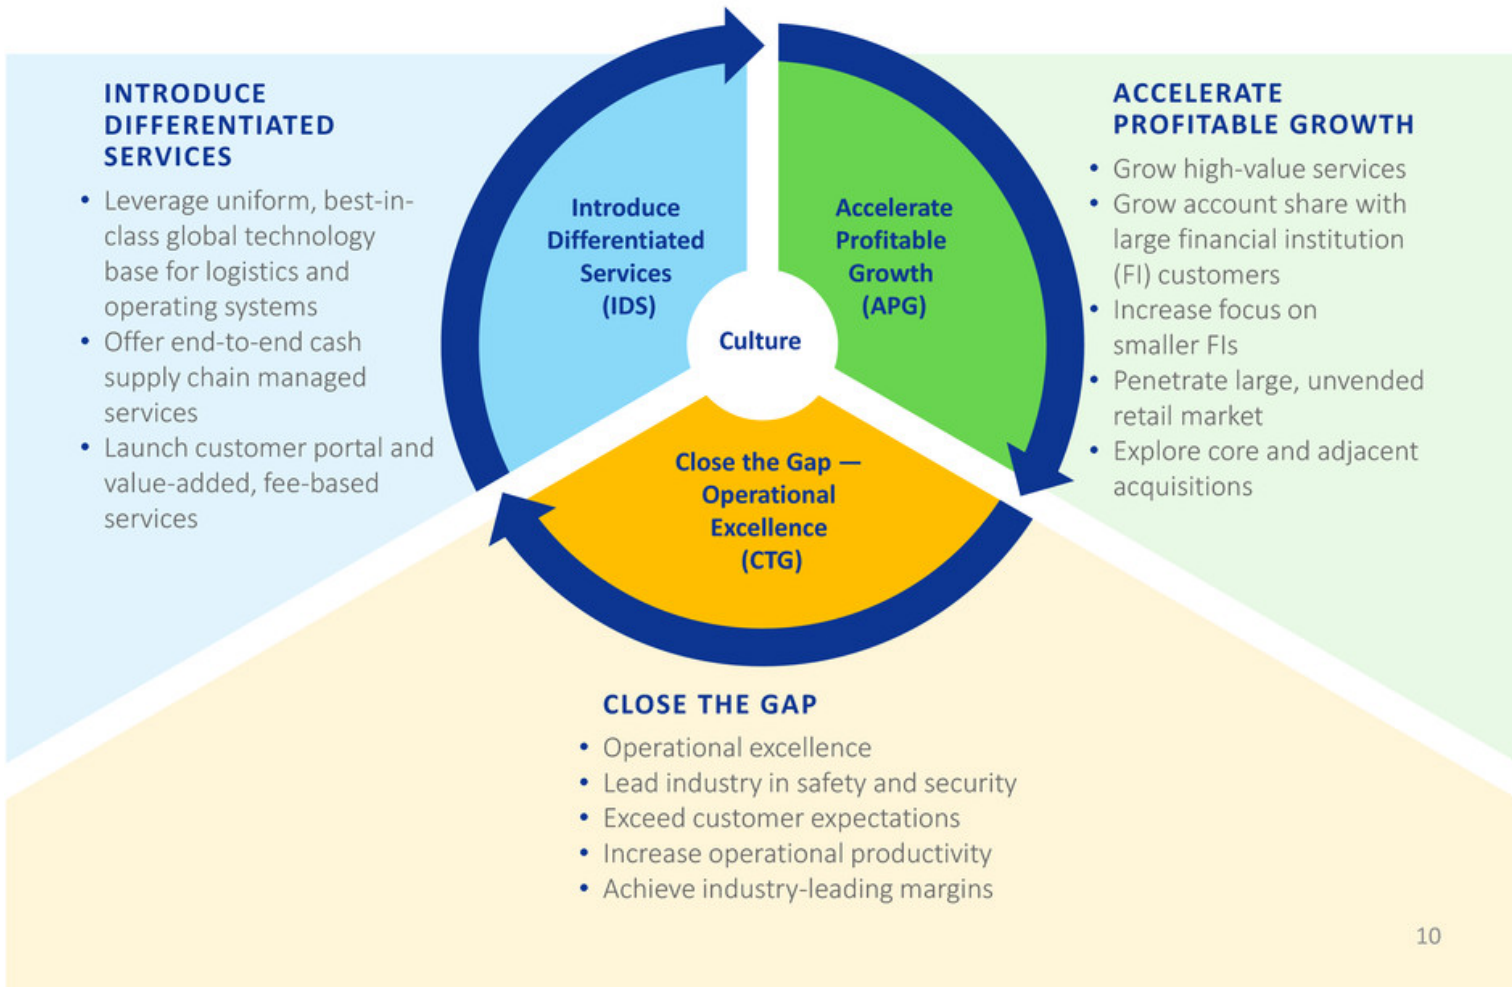 INTRODUCE
DIFFERENTIATED
SERVICES
• Leverage uniform, best-in-
class global technology
base for logistics and
operating systems
• Offer end-to-end cash
supply chain managed
services
• Launch customer portal and
value-added, fee-based
services
Introduce
Differentiated
Services
(IDS)
Accelerate
Profitable
Growth
(APG)
Culture
Close the Gap —
Operational
Excellence
(CTG)
ACCELERATE
PROFITABLE GROWTH
• Grow high-value services
• Grow account share with
large financial institution
(FI) customers
• Increase focus on
smaller FIs
• Penetrate large, unvended
retail market
• Explore core and adjacent
acquisitions
CLOSE THE GAP
• Operational excellence
• Lead industry in safety and security
• Exceed customer expectations
• Increase operational productivity
• Achieve industry-leading margins
10